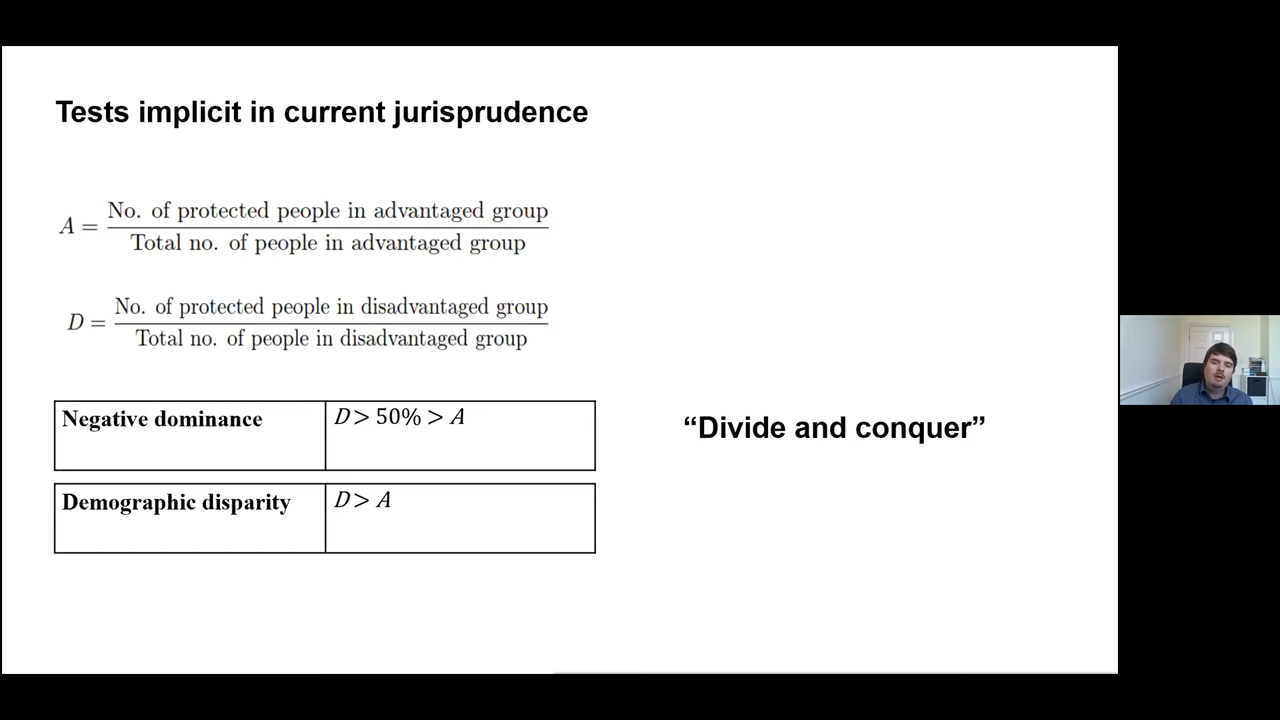 Tests implicit in current jurisprudence
A = No. of protected people in advantaged group
Total no. of people in advantaged group
D = No. of protected people in disadvantaged group
Total no. of people in disadvantaged group
Negative dominance D > 50% > A
“Divide and conquer”
Demographic disparity D > A